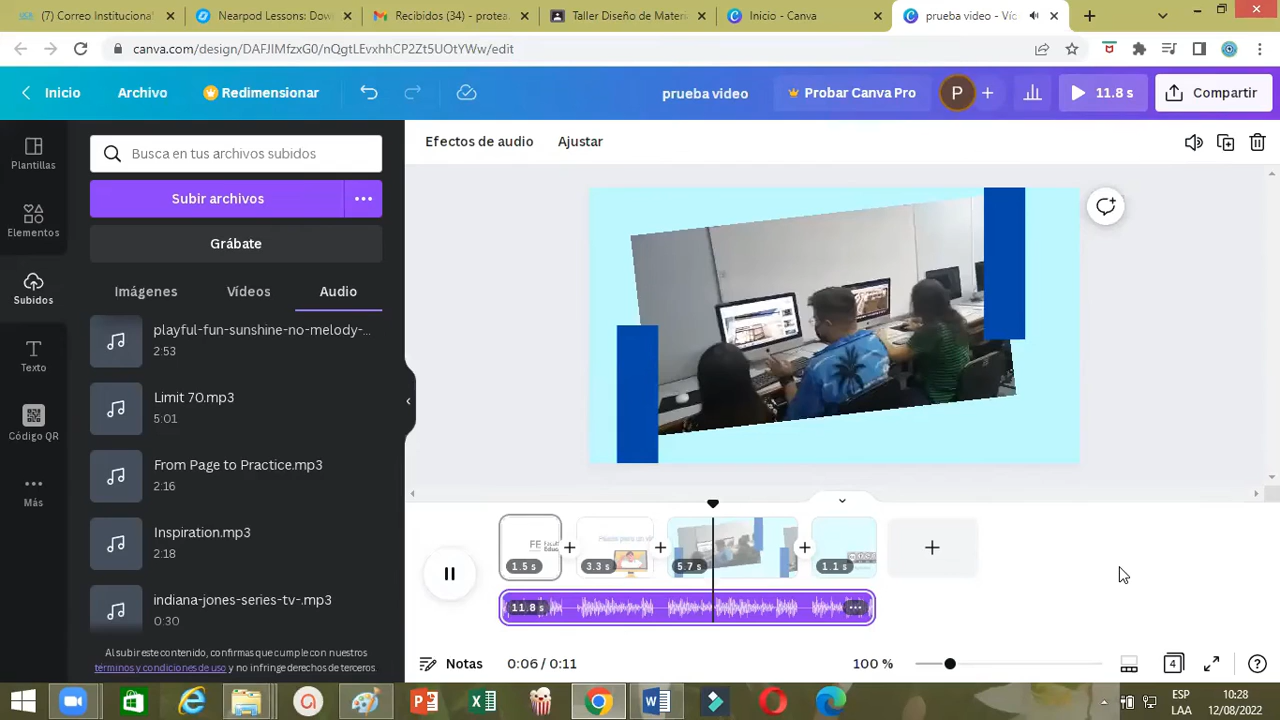 (7) Correo Institucional
Nearpod Lessons: Dow
Recibidos (34) - protea
Taller Diseño de Materi
Inicio - Canva
prueba video - Víd
canva.com/design/DAFJIMfzxG0/nQgtLEvxhhCP2Zt5UOtYWw/edit
Inicio
Archivo
Redimensionar
prueba video
Probar Canva Pro
P
11.8 s
Compartir
Plantillas
Elementos
Subidos
Texto
Código QR
Más
Busca en tus archivos subidos
Subir archivos
Grábate
Imágenes
Vídeos
Audio
playful-fun-sunshine-no-melody-...
2:53
Limit 70.mp3
5:01
From Page to Practice.mp3
2:16
Inspiration.mp3
2:18
indiana-jones-series-tv-.mp3
0:30
Al subir este contenido, confirmas que cumple con nuestros
términos y condiciones de uso y no infringe derechos de terceros.
Efectos de audio
Ajustar
1.5 s
3.3 s
5.7 s
1.1 s
11.8 s
Notas
0:06 / 0:11
100 %
4
ESP
LAA
10:28
12/08/2022